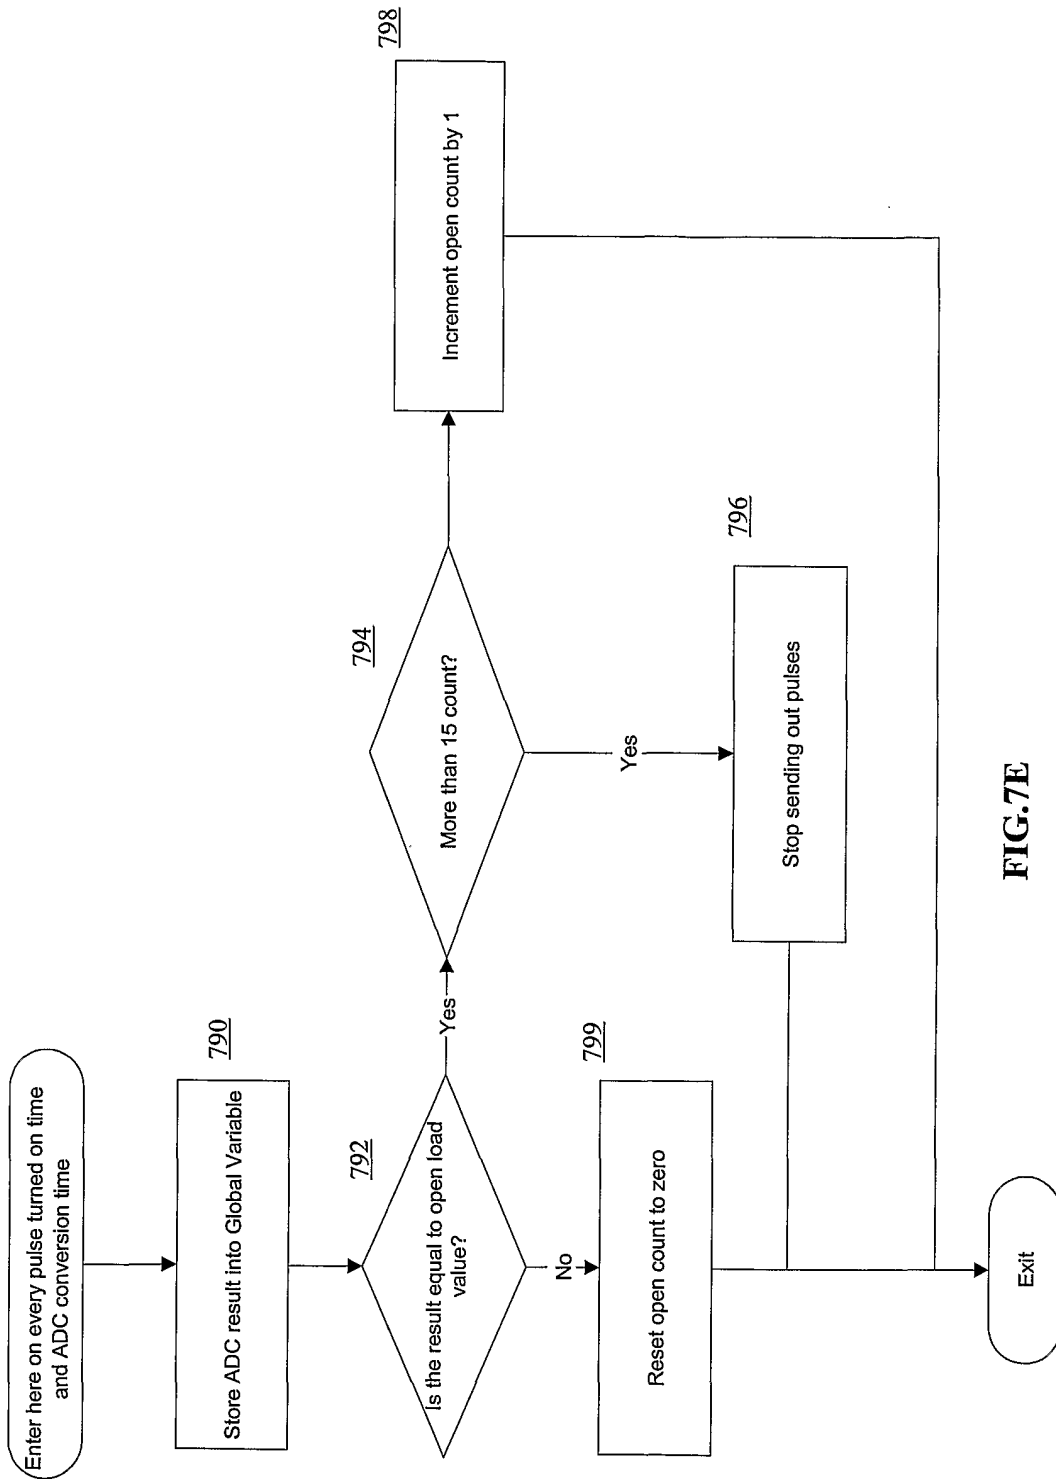 Enter here on every pulse turned on time
and ADC conversion time
790
Store ADC result into Global Variable
792
Is the result equal to open load
value?
Yes
794
More than 15 count?
798
Increment open count by 1
No
799
Reset open count to zero
Yes
796
Stop sending out pulses
Exit
FIG.7E